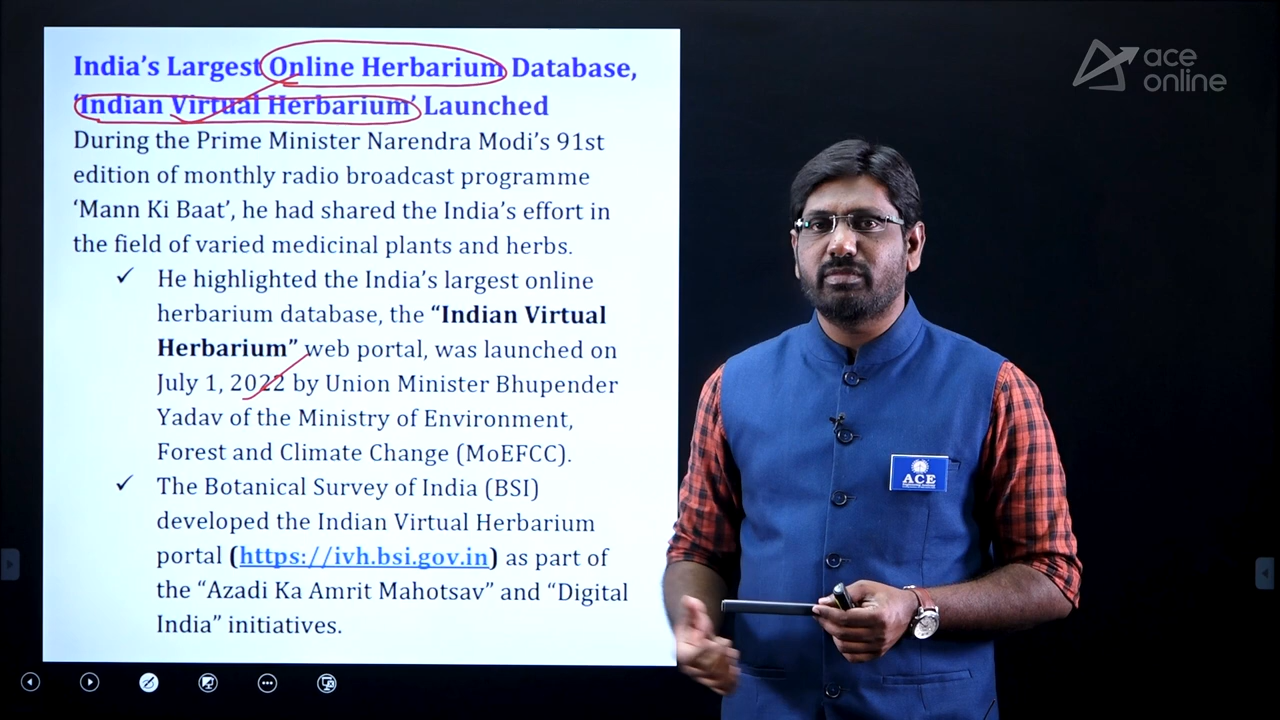 India's Largest Online Herbarium Database,
'Indian Virtual Herbarium' Launched
During the Prime Minister Narendra Modi's 91st
edition of monthly radio broadcast programme
'Mann Ki Baat', he had shared the India's effort in
the field of varied medicinal plants and herbs.
✓ He highlighted the India's largest online
herbarium database, the "Indian Virtual
Herbarium" web portal, was launched on
July 1, 2022 by Union Minister Bhupender
Yadav of the Ministry of Environment,
Forest and Climate Change (MoEFCC).
✓ The Botanical Survey of India (BSI)
developed the Indian Virtual Herbarium
portal (https://ivh.bsi.gov.in) as part of
the "Azadi Ka Amrit Mahotsav" and "Digital
India" initiatives.
ace
online
ACE